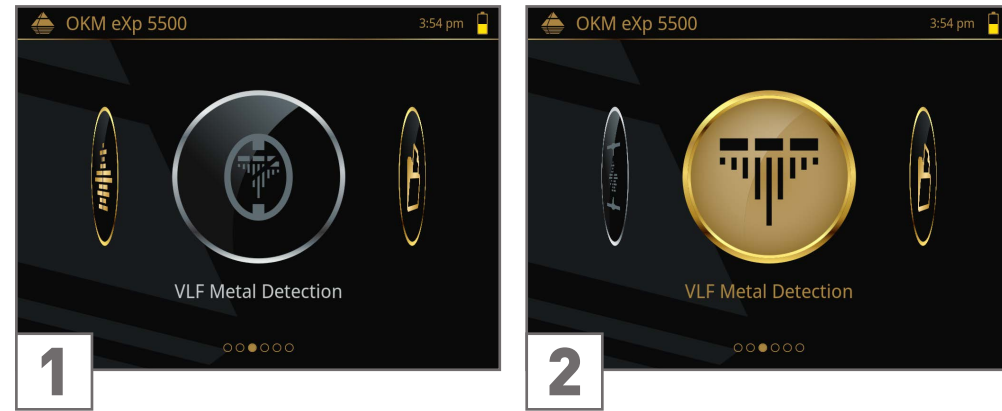 OKM eXp 5500
3:54 pm
VLF Metal Detection
1
OKM eXp 5500
3:54 pm
VLF Metal Detection
2